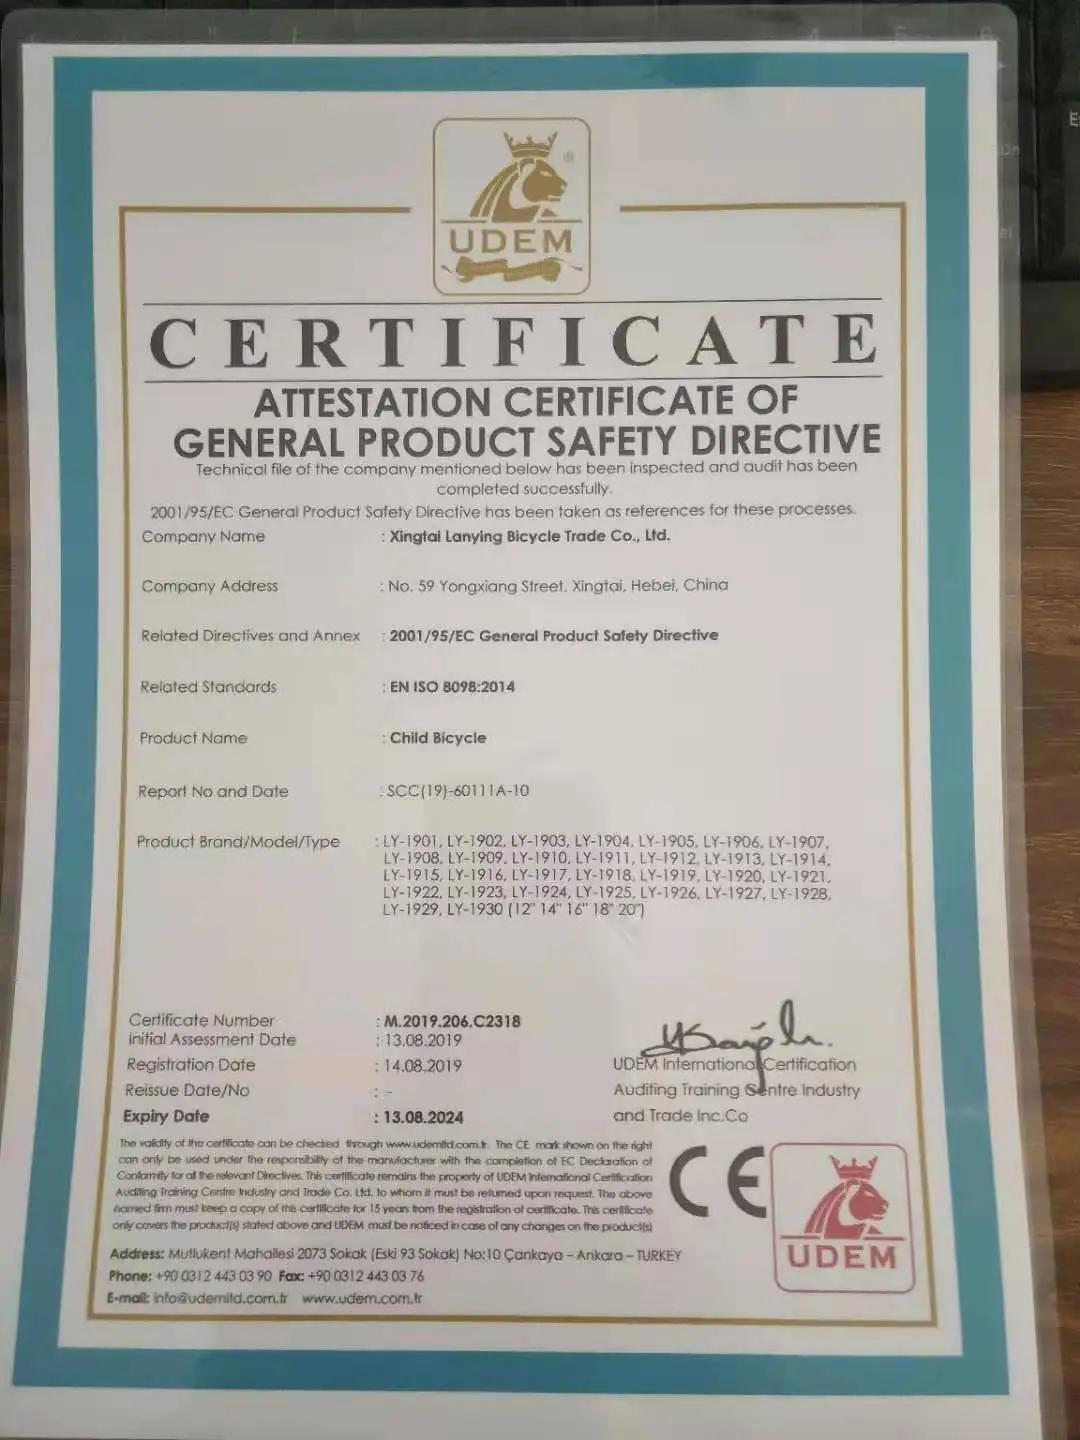 UDEM
CERTIFICATE
ATTESTATION CERTIFICATE OF
GENERAL PRODUCT SAFETY DIRECTIVE
Technical file of the company mentioned below has been inspected and audit has been
completed successfully.
2001/95/EC General Product Safety Directive has been taken as references for these processes.
Company Name : Xingtai Lanying Bicycle Trade Co., Ltd.
Company Address : No. 59 Yongxiang Street, Xingtai, Hebei, China
Related Directives and Annex : 2001/95/EC General Product Safety Directive
Related Standards : EN ISO 8098:2014
Product Name : Child Bicycle
Report No and Date : SCC(19)-60111A-10
Product Brand/Model/Type : LY-1901, LY-1902, LY-1903, LY-1904, LY-1905, LY-1906, LY-1907,
LY-1908, LY-1909, LY-1910, LY-1911, LY-1912, LY-1913, LY-1914,
LY-1915, LY-1916, LY-1917, LY-1918, LY-1919, LY-1920, LY-1921,
LY-1922, LY-1923, LY-1924, LY-1925, LY-1926, LY-1927, LY-1928,
LY-1929, LY-1930 (12" 14" 16" 18" 20")
Certificate Number : M.2019.206.C2318
Initial Assessment Date : 13.08.2019
Registration Date : 14.08.2019
Reissue Date/No : -
Expiry Date : 13.08.2024
UDEM International Certification
Auditing Training Centre Industry
and Trade Inc.Co
The validity of the certificate can be checked through www.udemltd.com.tr. The CE mark shown on the right
can only be used under the responsibility of the manufacturer with the completion of EC Declaration of
Conformity for all the relevant Directives. This certificate remains the property of UDEM International Certification
Auditing Training Centre Industry and Trade Co. Ltd. to whom it must be returned upon request. The above
named firm must keep a copy of this certificate for 15 years from the registration of certificate. This certificate
only covers the product(s) stated above and UDEM must be noticed in case of any changes on the product(s)
CE
UDEM
Address: Mutlukent Mahallesi 2073 Sokak (Eski 93 Sokak) No:10 Çankaya – Ankara – TURKEY
Phone: +90 0312 443 03 90 Fax: +90 0312 443 03 76
E-mail: info@udemltd.com.tr www.udem.com.tr